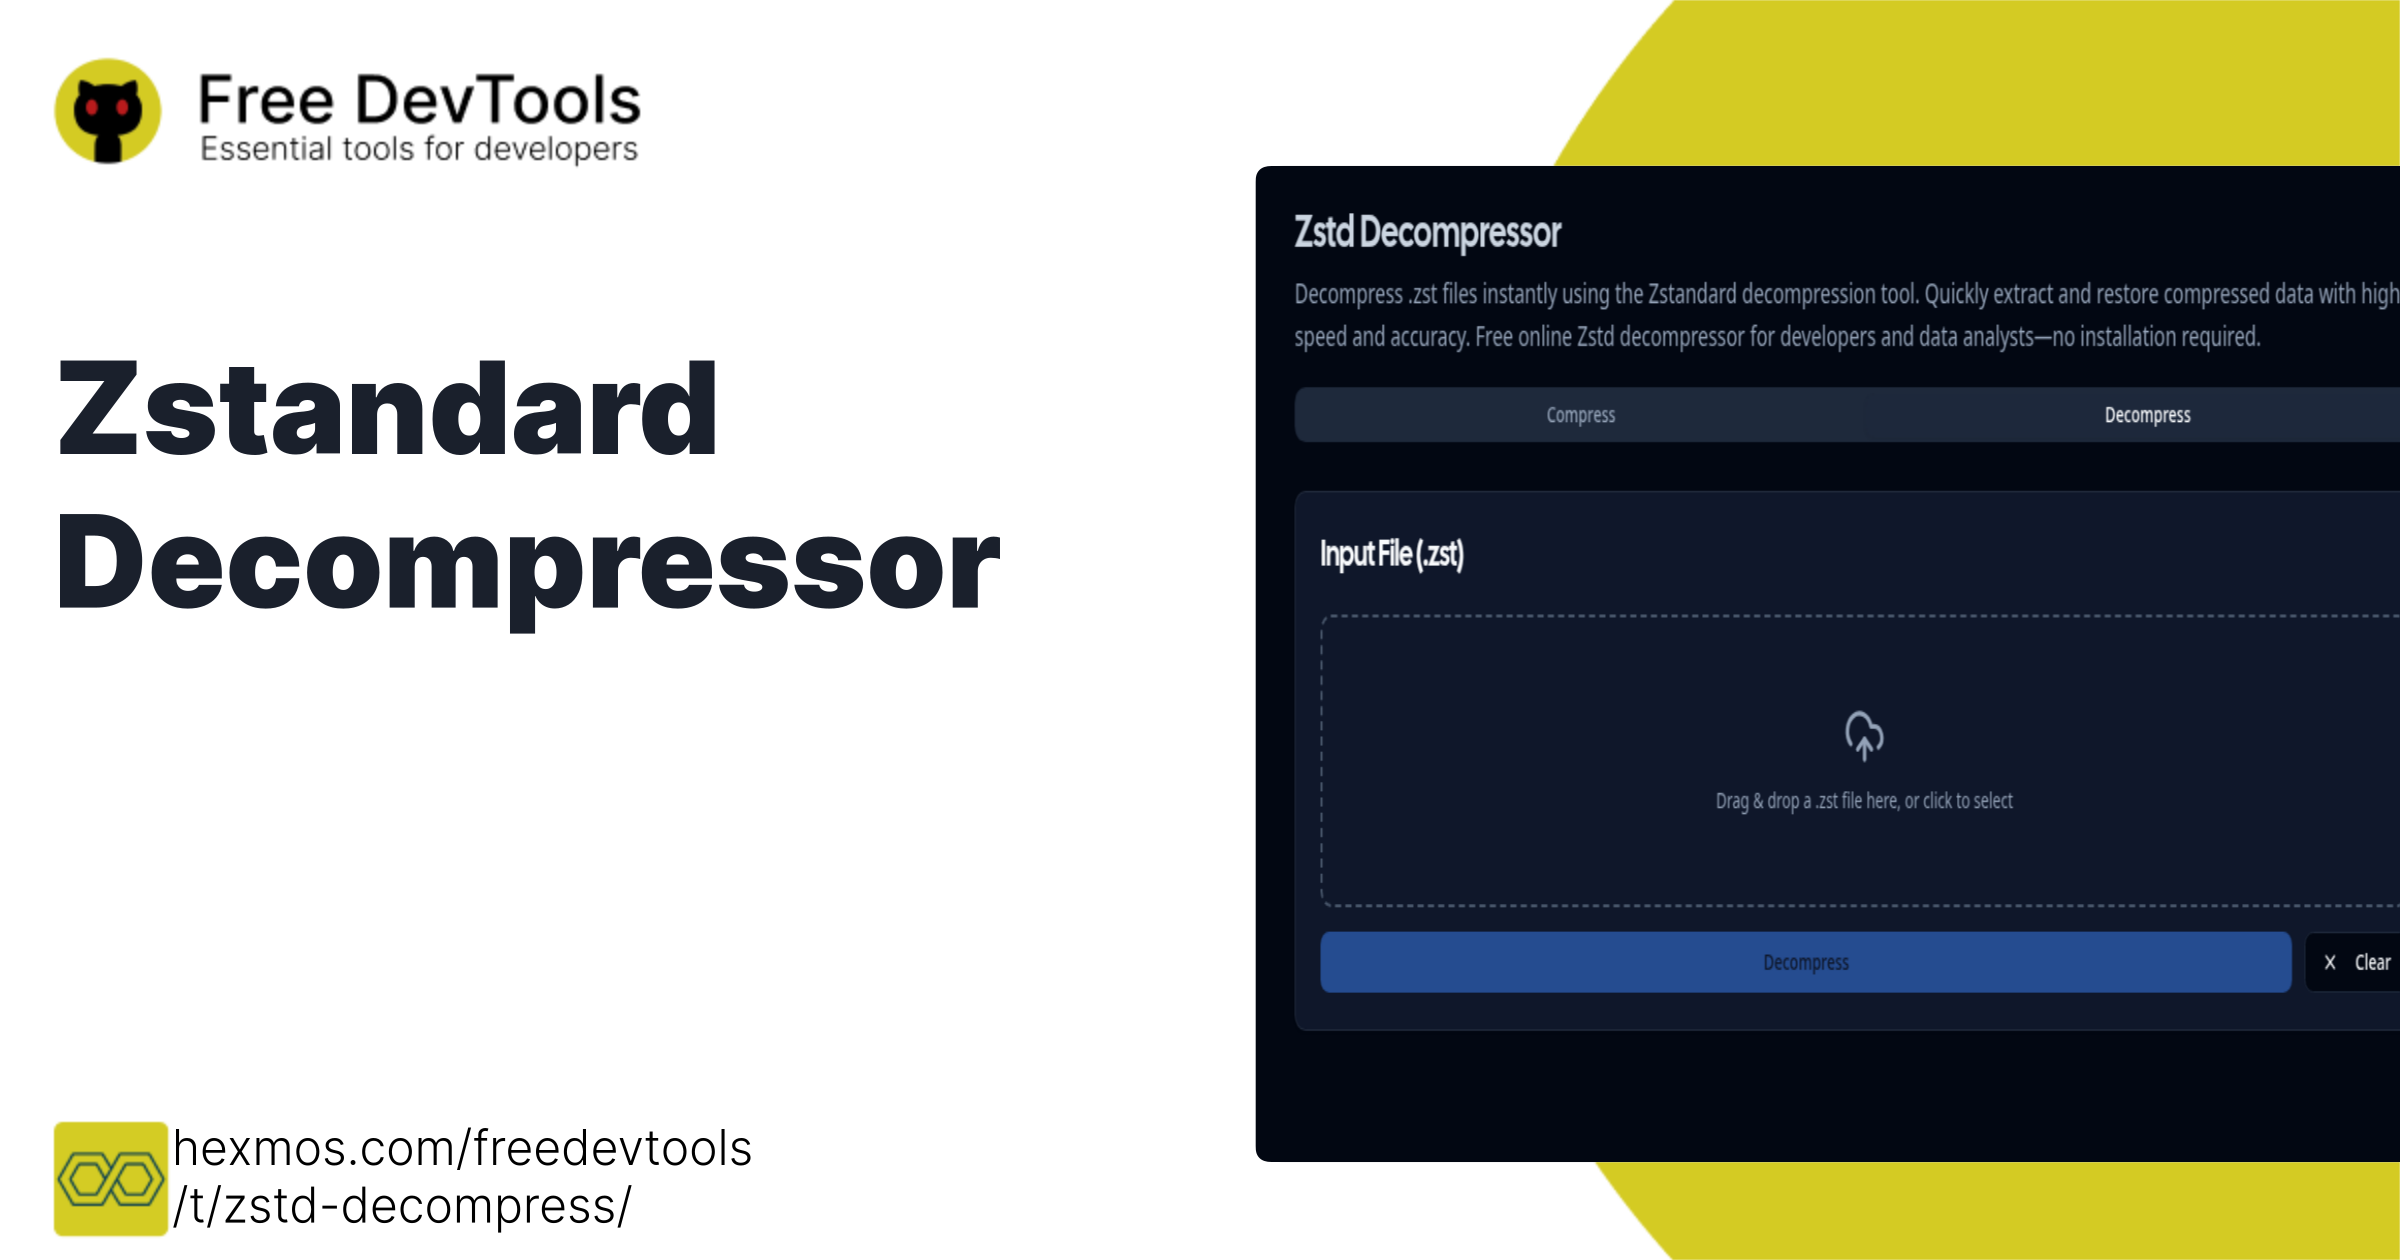 Free DevTools
Essential tools for developers
Zstandard
Decompressor
hexmos.com/freedevtools
/t/zstd-decompress/
Zstd Decompressor
Decompress .zst files instantly using the Zstandard decompression tool. Quickly extract and restore compressed data with high
speed and accuracy. Free online Zstd decompressor for developers and data analysts—no installation required.
Compress
Decompress
Input File (.zst)
Drag & drop a .zst file here, or click to select
Decompress
Clear